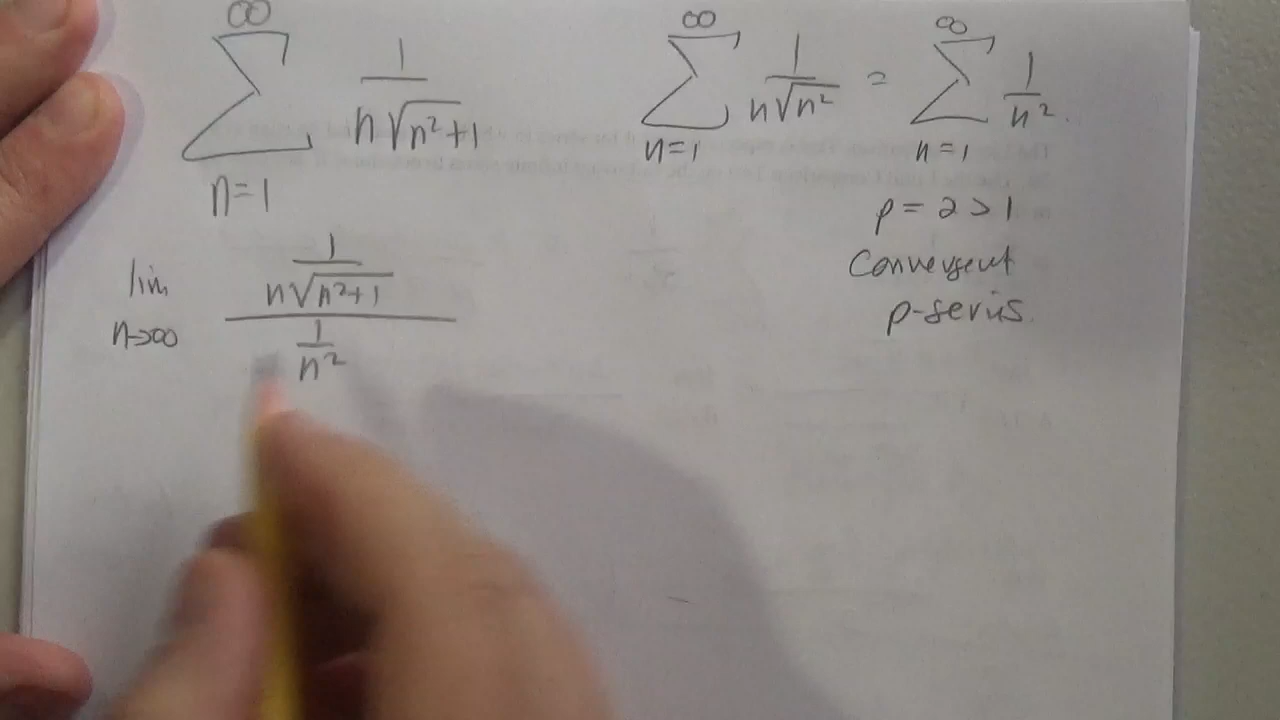 ∞
∑ 1/(n√(n²+1))
n=1
∞ ∞
∑ 1/(n√n²) = ∑ 1/n².
n=1 n=1
p = 2 > 1
Convergent
p-series.
lim (1/(n√(n²+1)))/(1/n²)
n→∞